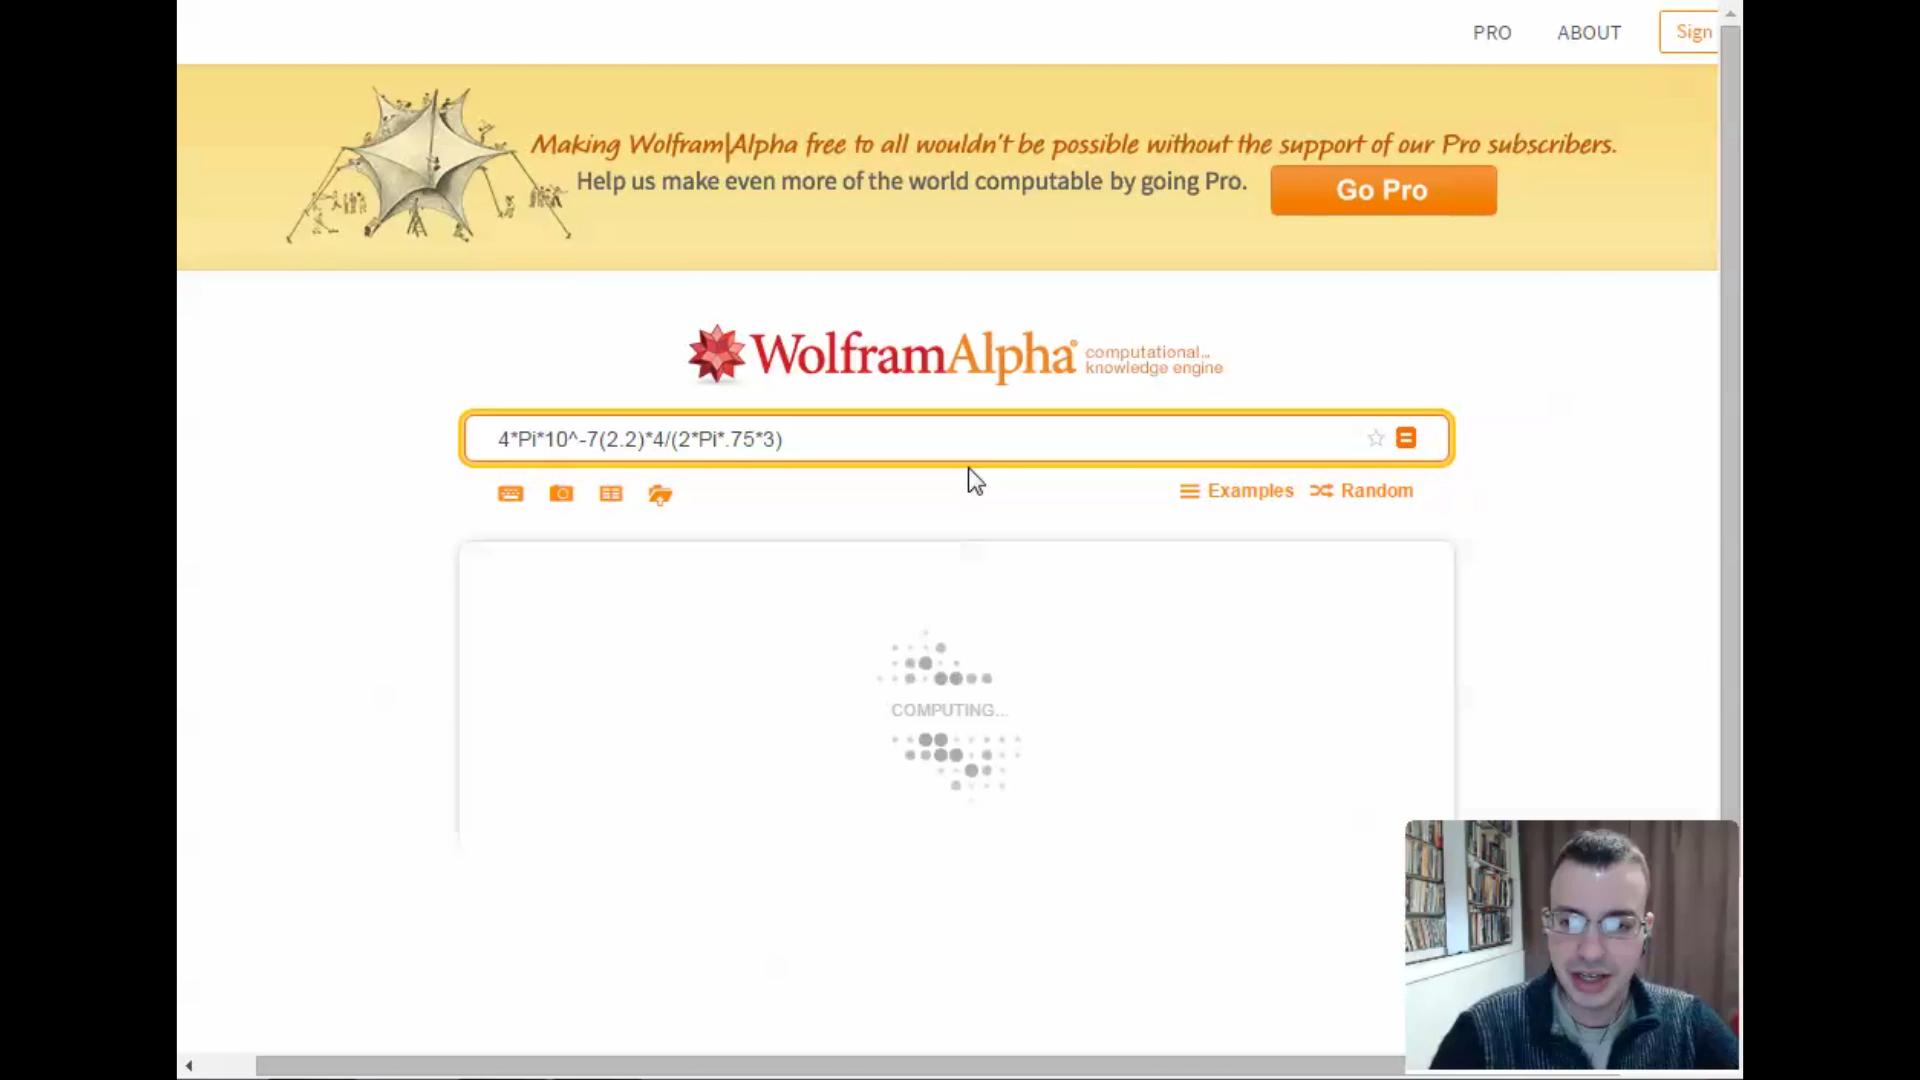 PRO ABOUT Sign
Making Wolfram|Alpha free to all wouldn't be possible without the support of our Pro subscribers.
Help us make even more of the world computable by going Pro. Go Pro
WolframAlpha® computational...
knowledge engine
4*Pi*10^-7(2.2)*4/(2*Pi*.75*3)
Examples Random
COMPUTING...